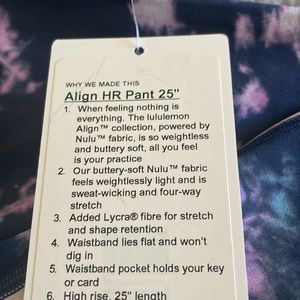 WHY WE MADE THIS
Align HR Pant 25"
1. When feeling nothing is
everything. The lululemon
Align™ collection, powered by
Nulu™ fabric, is so weightless
and buttery soft, all you feel
is your practice
2. Our buttery-soft Nulu™ fabric
feels weightlessly light and is
sweat-wicking and four-way
stretch
3. Added Lycra® fibre for stretch
and shape retention
4. Waistband lies flat and won't
dig in
5. Waistband pocket holds your key
or card
6. High rise, 25" length